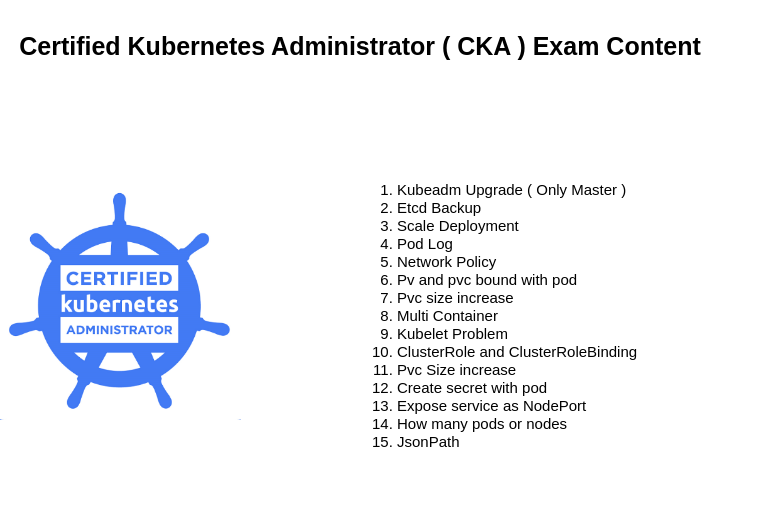 Certified Kubernetes Administrator ( CKA ) Exam Content
CERTIFIED
kubernetes
ADMINISTRATOR
1. Kubeadm Upgrade ( Only Master )
2. Etcd Backup
3. Scale Deployment
4. Pod Log
5. Network Policy
6. Pv and pvc bound with pod
7. Pvc size increase
8. Multi Container
9. Kubelet Problem
10. ClusterRole and ClusterRoleBinding
11. Pvc Size increase
12. Create secret with pod
13. Expose service as NodePort
14. How many pods or nodes
15. JsonPath